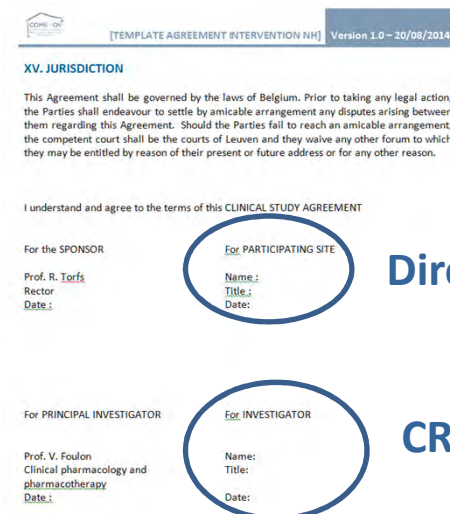 COME - ON
[TEMPLATE AGREEMENT INTERVENTION NH] Version 1.0 – 20/08/2014
XV. JURISDICTION
This Agreement shall be governed by the laws of Belgium. Prior to taking any legal action,
the Parties shall endeavour to settle by amicable arrangement any disputes arising between
them regarding this Agreement. Should the Parties fail to reach an amicable arrangement,
the competent court shall be the courts of Leuven and they waive any other forum to which
they may be entitled by reason of their present or future address or for any other reason.
I understand and agree to the terms of this CLINICAL STUDY AGREEMENT
For the SPONSOR For PARTICIPATING SITE
Prof. R. Torfs Name :
Rector Title :
Date : Date:
Dire
For PRINCIPAL INVESTIGATOR For INVESTIGATOR
Prof. V. Foulon Name:
Clinical pharmacology and Title:
pharmacotherapy
Date : Date:
CR